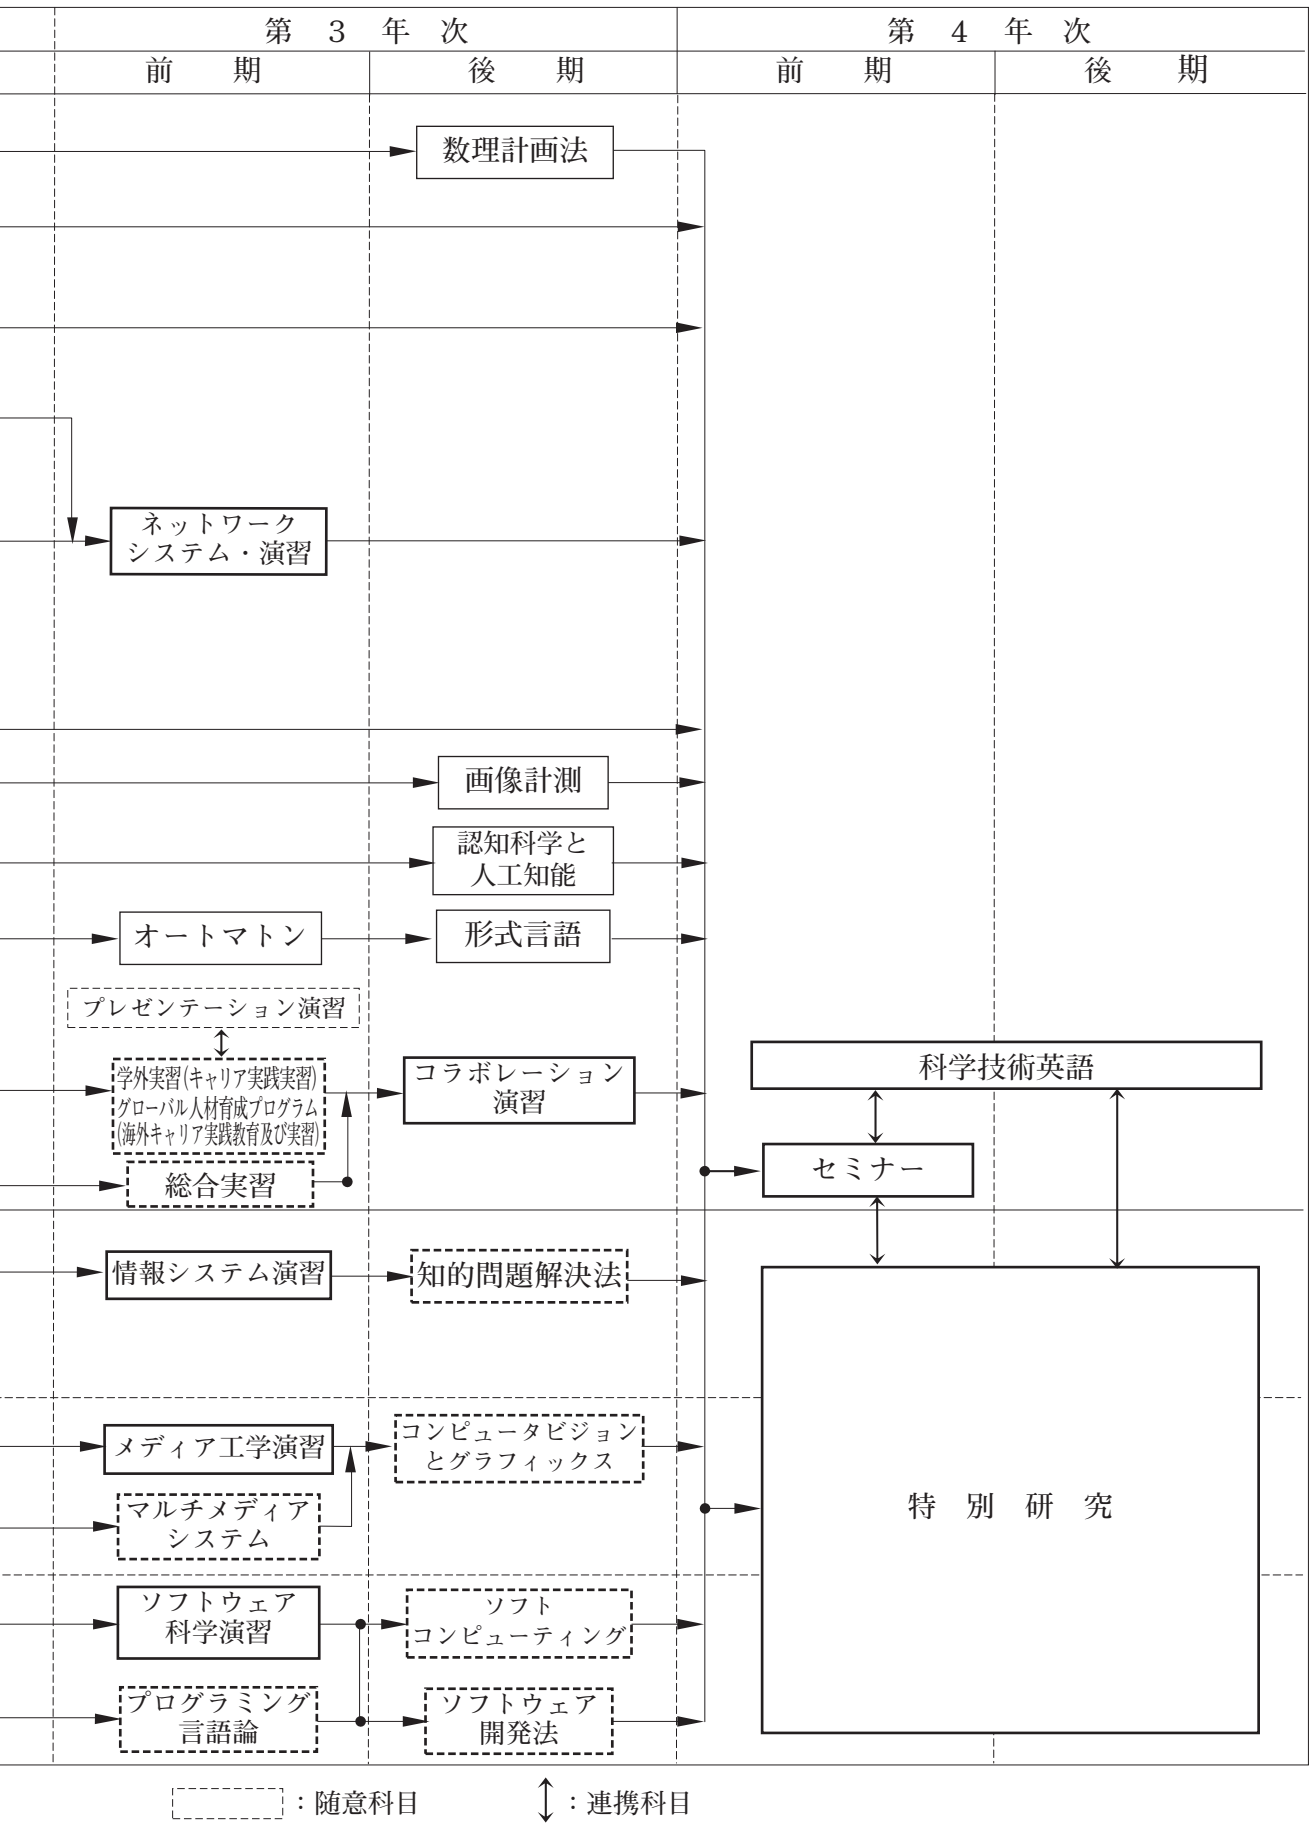 第 3 年 次
第 4 年 次
前 期
後 期
前 期
後 期
数理計画法
ネットワーク
システム・演習
画像計測
認知科学と
人工知能
オートマトン
形式言語
プレゼンテーション演習
学外実習(キャリア実践実習)
グローバル人材育成プログラム
(海外キャリア実践教育及び実習)
コラボレーション
演習
科学技術英語
セミナー
総合実習
情報システム演習
知的問題解決法
メディア工学演習
コンピュータビジョン
とグラフィックス
マルチメディア
システム
特 別 研 究
ソフトウェア
科学演習
ソフト
コンピューティング
プログラミング
言語論
ソフトウェア
開発法
：随意科目
：連携科目